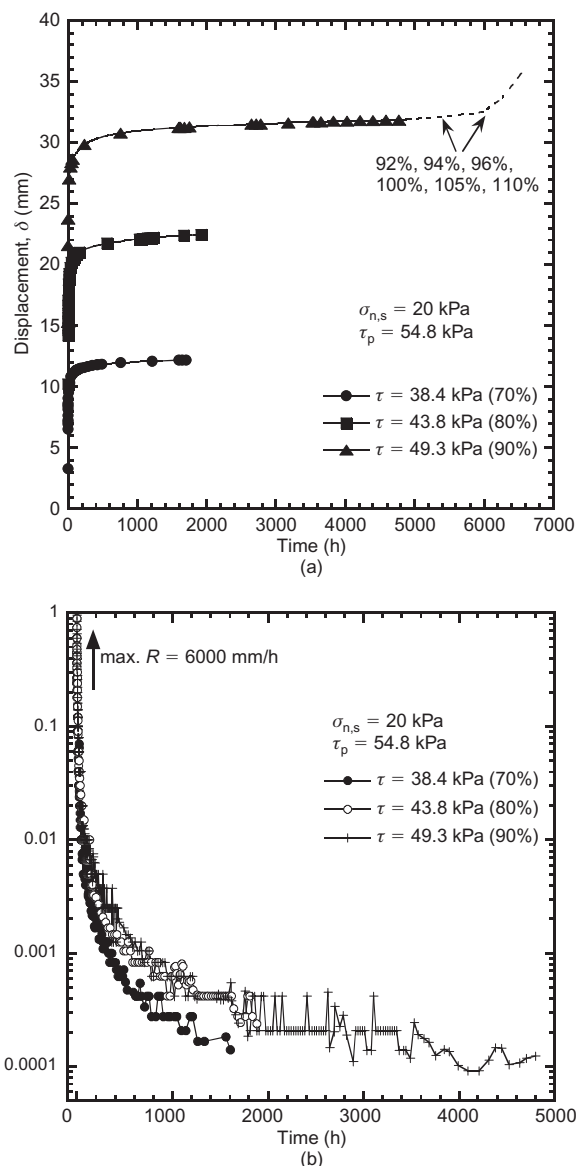 40
35
30
25
20
15
10
5
0
Displacement, δ (mm)
92%, 94%, 96%,
100%, 105%, 110%
σn,s = 20 kPa
τp = 54.8 kPa
τ = 38.4 kPa (70%)
τ = 43.8 kPa (80%)
τ = 49.3 kPa (90%)
0 1000 2000 3000 4000 5000 6000 7000
Time (h)
(a)
1
0.1
0.01
0.001
0.0001
max. R = 6000 mm/h
σn,s = 20 kPa
τp = 54.8 kPa
τ = 38.4 kPa (70%)
τ = 43.8 kPa (80%)
τ = 49.3 kPa (90%)
0 1000 2000 3000 4000 5000
Time (h)
(b)